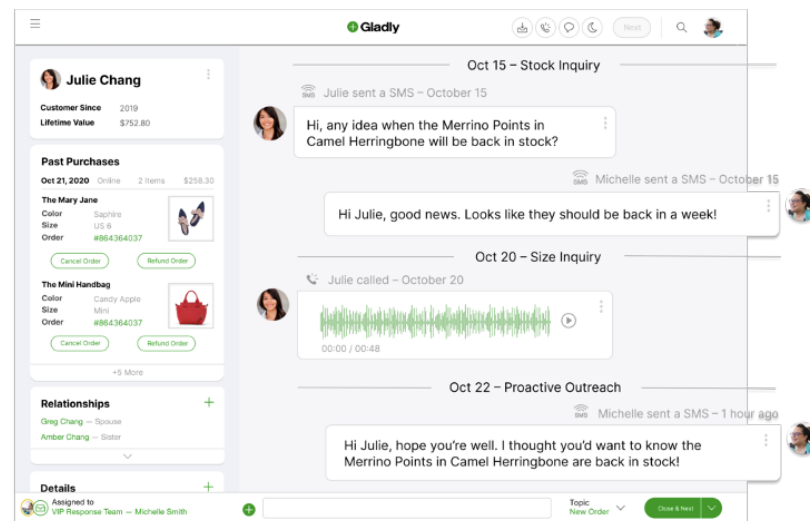 Gladly
Next
Julie Chang
Customer Since 2019
Lifetime Value $752.80
Past Purchases
Oct 21, 2020 Online 2 Items $258.30
The Mary Jane
Color Saphire
Size US 6
Order #864364037
Cancel Order Refund Order
The Mini Handbag
Color Candy Apple
Size Mini
Order #864364037
Cancel Order Refund Order
+5 More
Relationships
Greg Chang — Spouse
Amber Chang — Sister
Details
Assigned to
VIP Response Team — Michelle Smith
Oct 15 – Stock Inquiry
SMS Julie sent a SMS – October 15
Hi, any idea when the Merrino Points in
Camel Herringbone will be back in stock?
SMS Michelle sent a SMS – October 15
Hi Julie, good news. Looks like they should be back in a week!
Oct 20 – Size Inquiry
Julie called – October 20
00:00 / 00:48
Oct 22 – Proactive Outreach
SMS Michelle sent a SMS – 1 hour ago
Hi Julie, hope you're well. I thought you'd want to know the
Merrino Points in Camel Herringbone are back in stock!
Topic
New Order
Close & Next